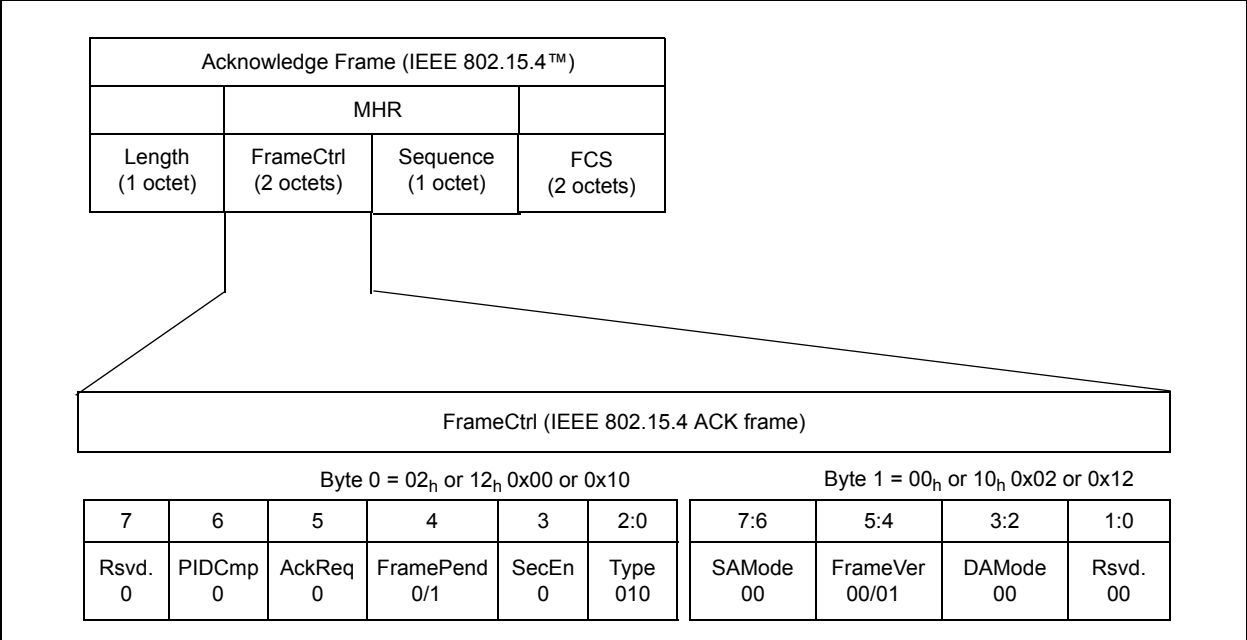 Acknowledge Frame (IEEE 802.15.4™)
MHR
Length (1 octet)
FrameCtrl (2 octets)
Sequence (1 octet)
FCS (2 octets)
FrameCtrl (IEEE 802.15.4 ACK frame)
Byte 0 = 02h or 12h 0x00 or 0x10
Byte 1 = 00h or 10h 0x02 or 0x12
7 6 5 4 3 2:0 7:6 5:4 3:2 1:0
Rsvd. PIDCmp AckReq FramePend SecEn Type SAMode FrameVer DAMode Rsvd.
0 0 0 0/1 0 010 00 00/01 00 00